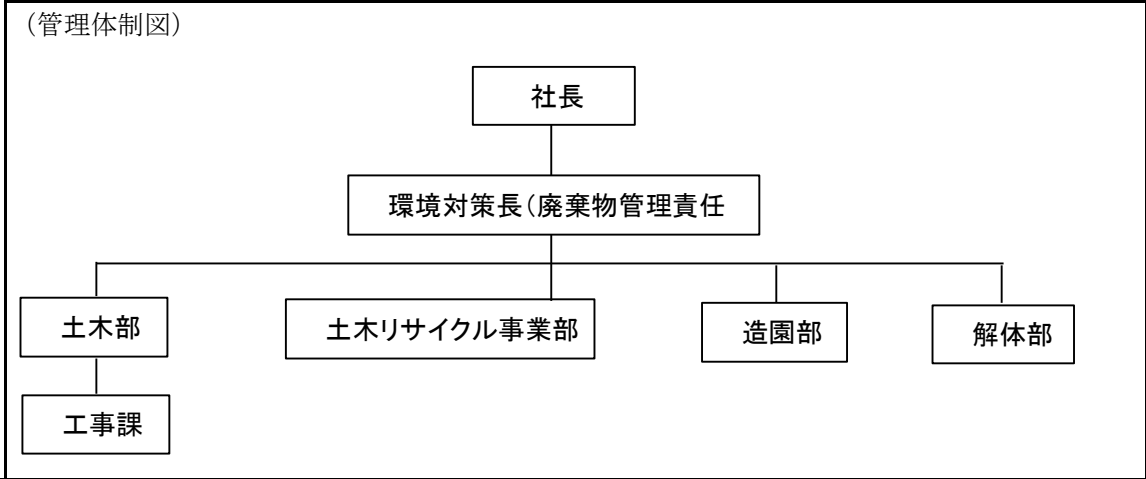 （管理体制図）
社長
環境対策長（廃棄物管理責任
土木部
土木リサイクル事業部
造園部
解体部
工事課